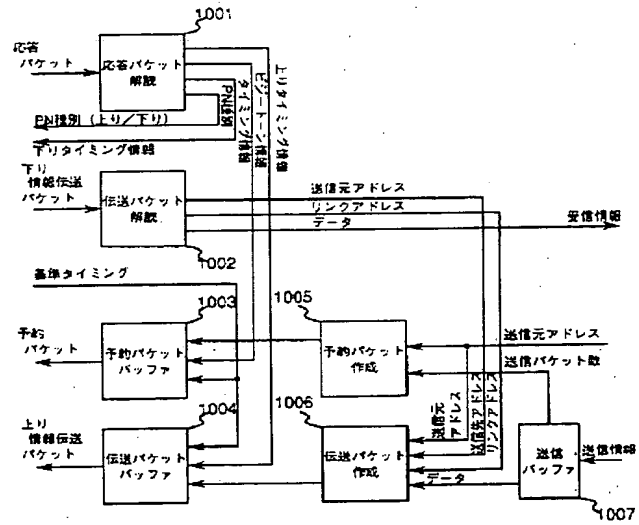 1001
応答
パケット
応答パケット
解読
PN種別 (上り/下り)
下りタイミング情報
PN種別
タイミング情報
ビジートーン情報
上りタイミング情報
下り
情報伝送
パケット
伝送パケット
解読
1002
送信元アドレス
リンクアドレス
データ
受信情報
基準タイミング
1003
予約
パケット
予約パケット
バッファ
1005
予約パケット
作成
送信元アドレス
送信パケット数
1004
上り
情報伝送
パケット
伝送パケット
バッファ
1006
伝送パケット
作成
送信元
アドレス
送信先アドレス
リンクアドレス
データ
送信
バッファ
送信情報
1007